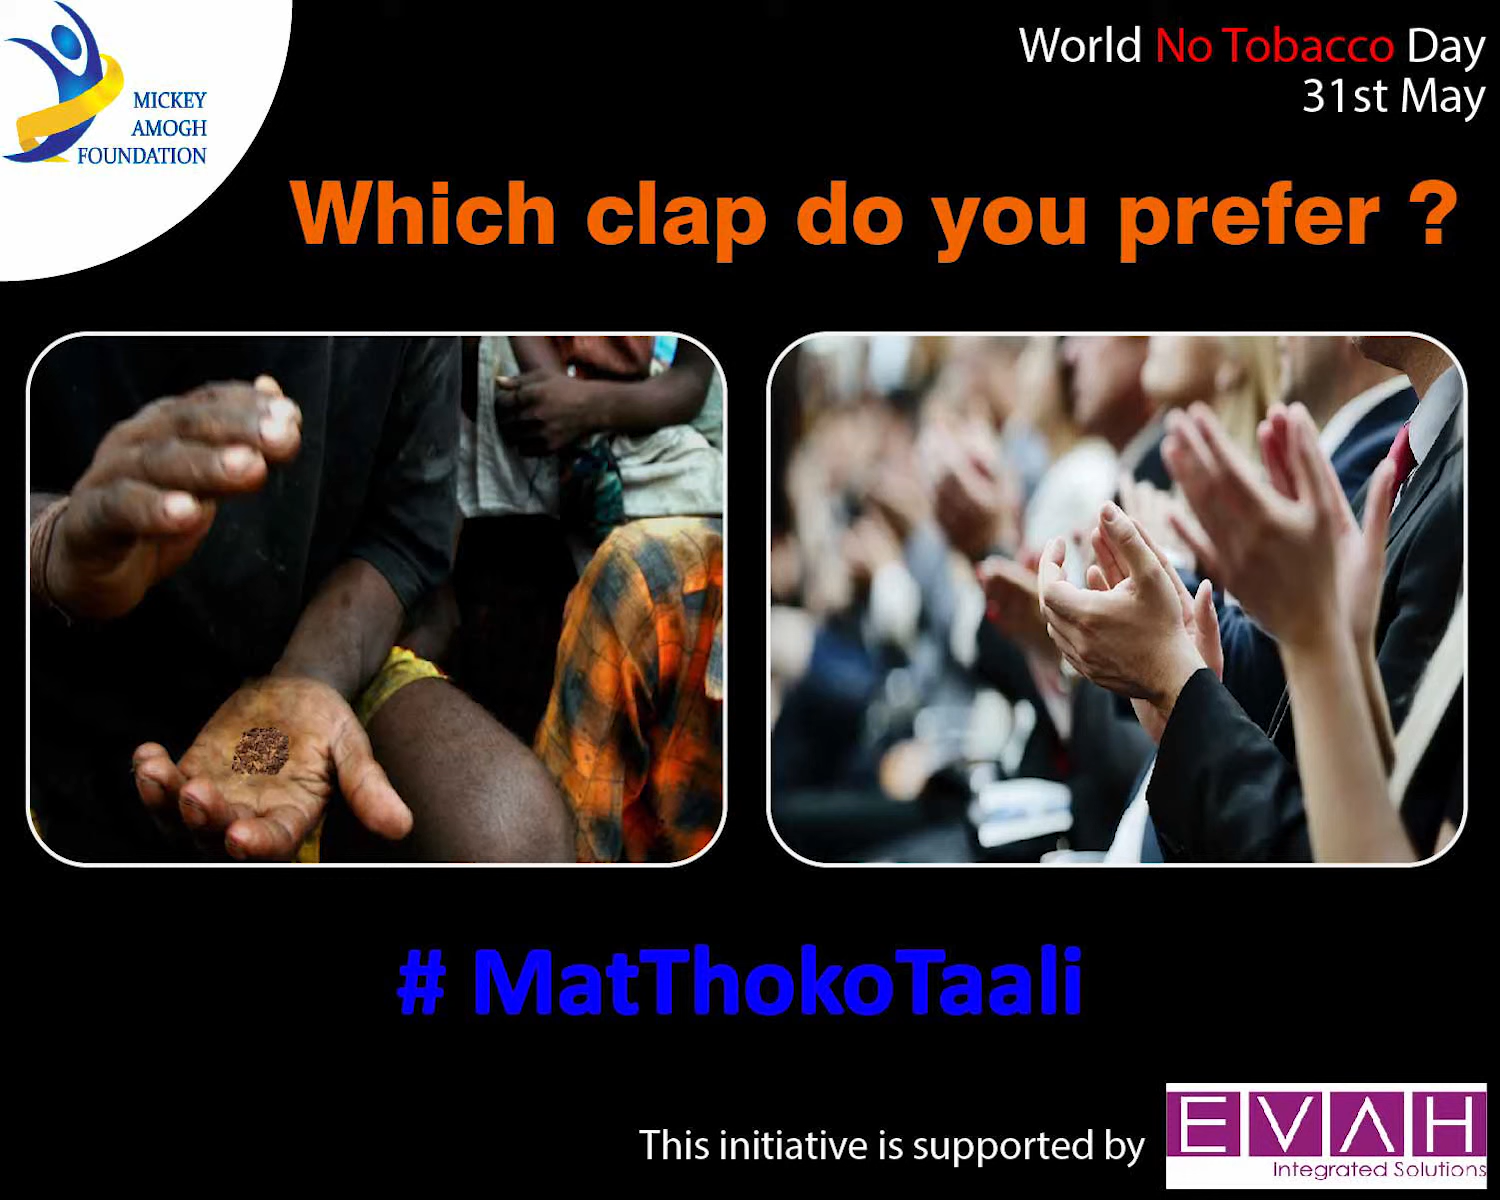 MICKEY
AMOGH
FOUNDATION
World No Tobacco Day
31st May
Which clap do you prefer ?
# MatThokoTaali
This initiative is supported by
EVAH
Integrated Solutions